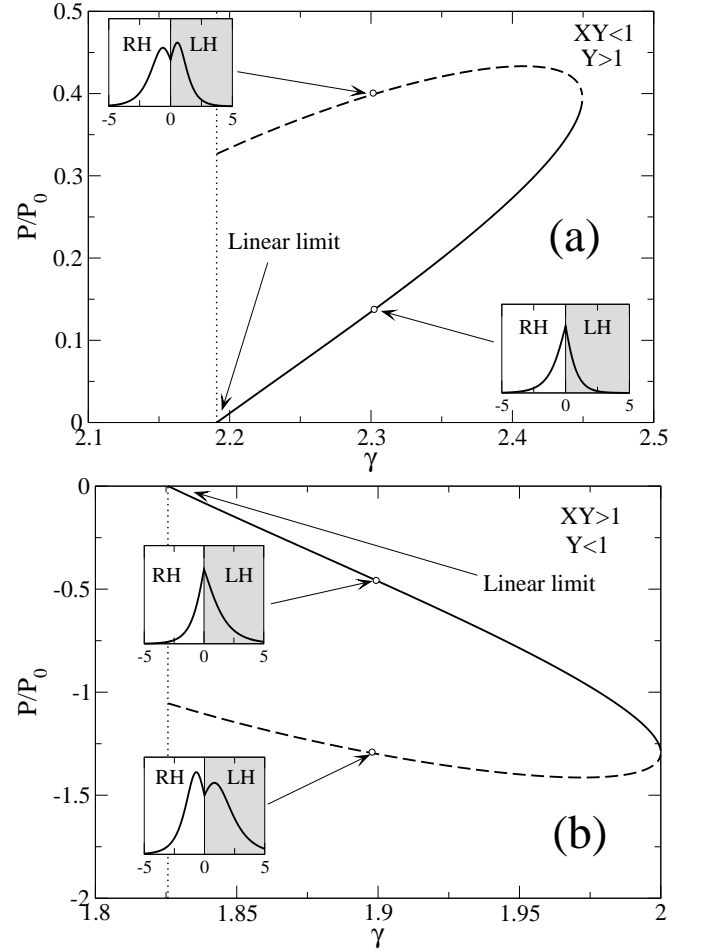 0.5
RH LH
-5 0 5
XY<1
Y>1
0.4
0.3
P/P0
Linear limit
(a)
0.2
RH LH
-5 0 5
0.1
0
2.1 2.2 2.3 2.4 2.5
γ
0
XY>1
Y<1
RH LH
-5 0 5
Linear limit
-0.5
P/P0
-1
RH LH
-5 0 5
(b)
-1.5
-2
1.8 1.85 1.9 1.95 2
γ